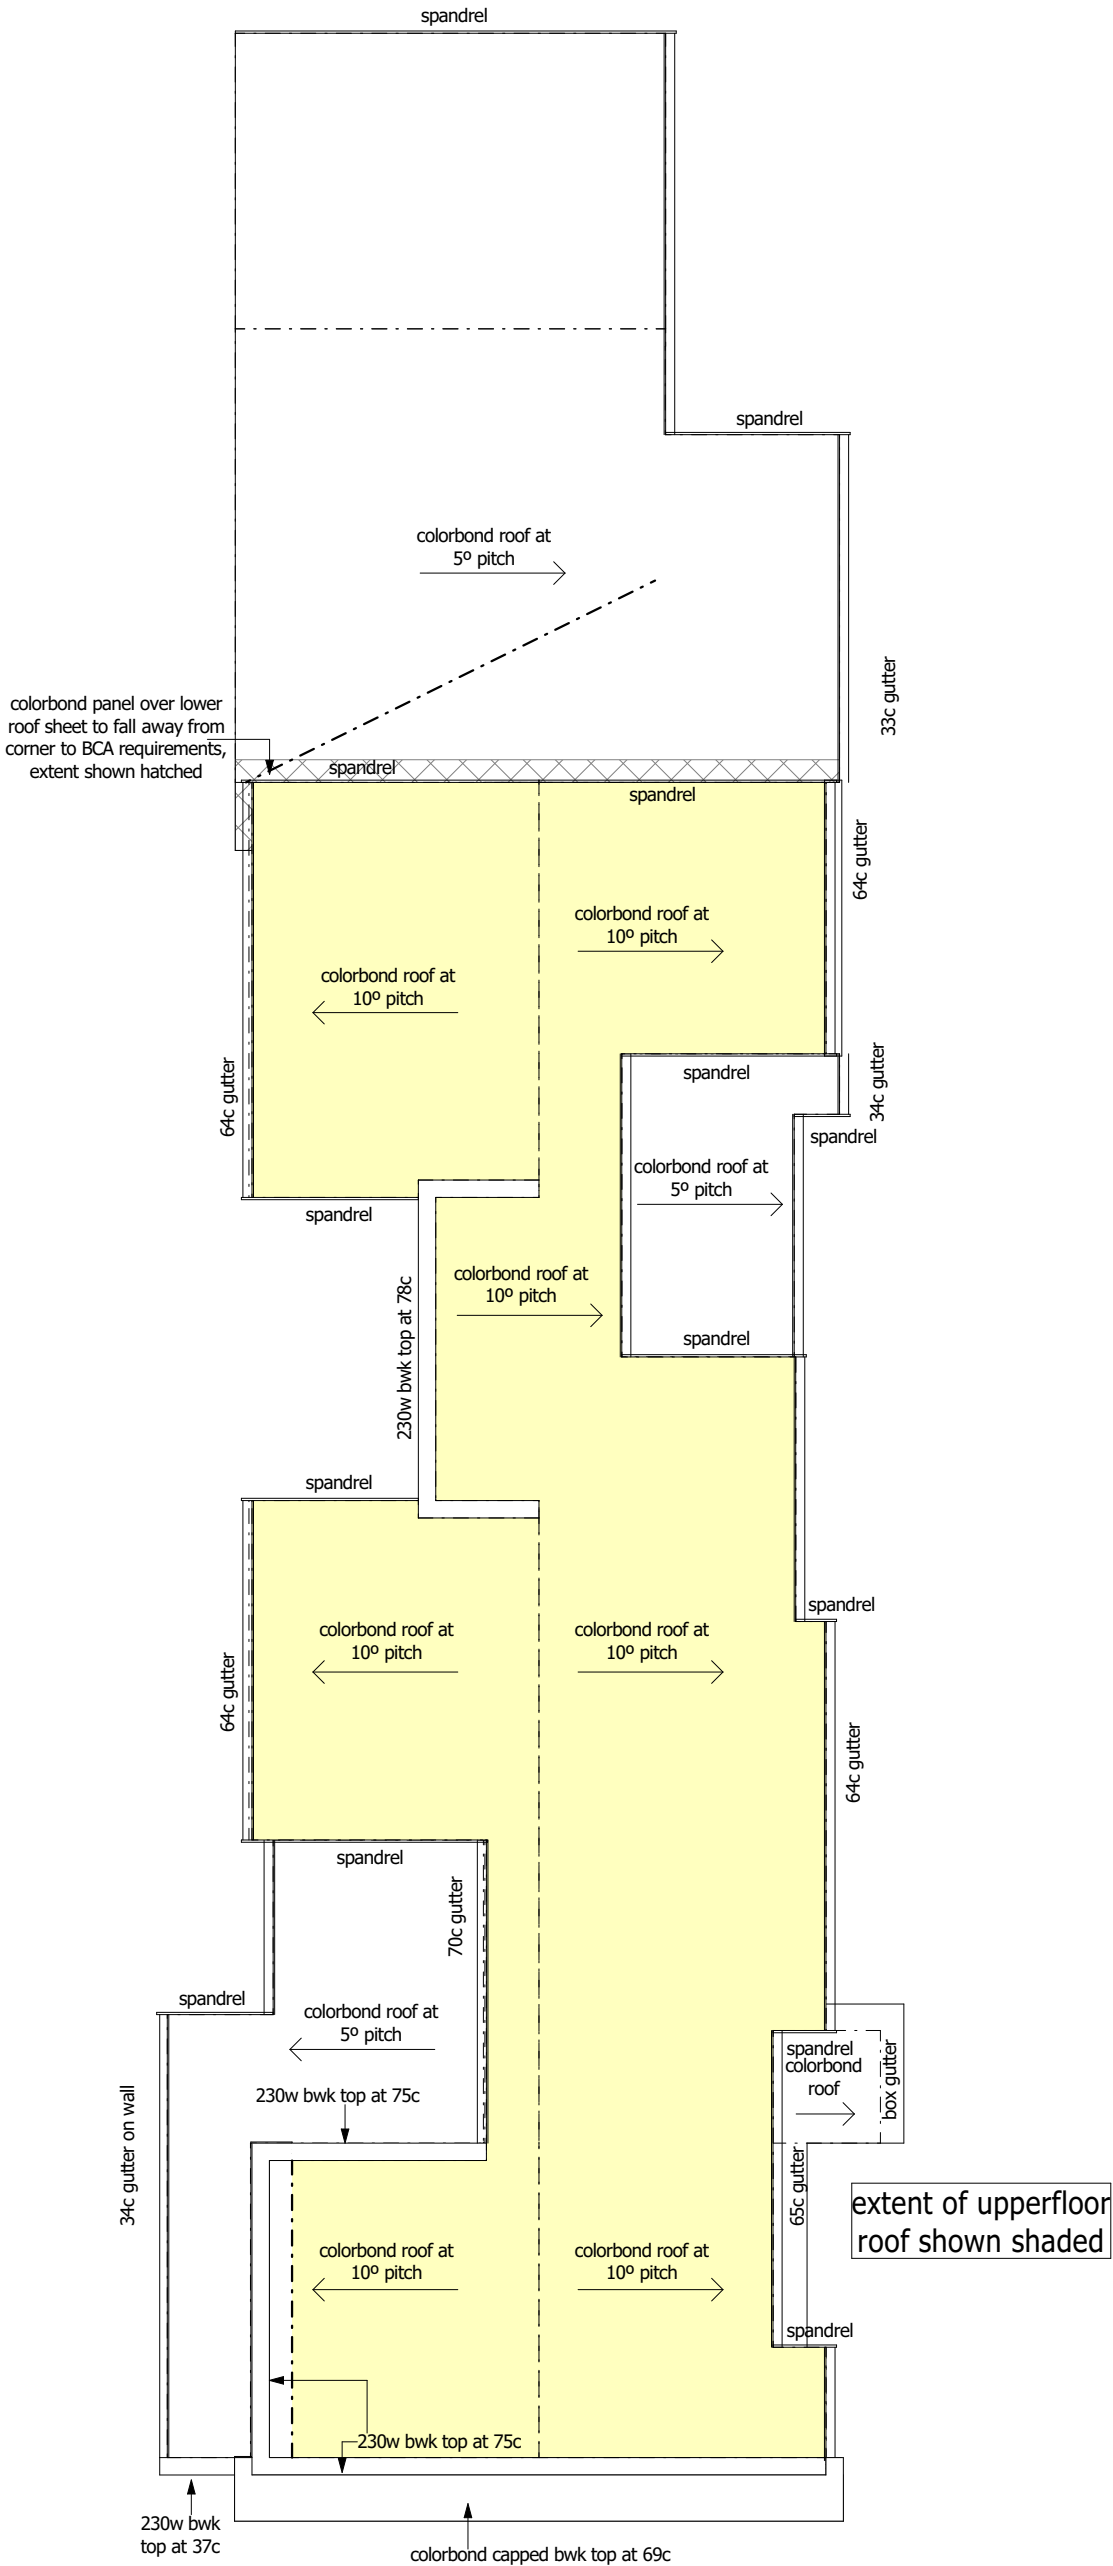 spandrel
spandrel
colorbond roof at
5º pitch
33c gutter
colorbond panel over lower
roof sheet to fall away from
corner to BCA requirements,
extent shown hatched
spandrel
spandrel
64c gutter
colorbond roof at
10º pitch
colorbond roof at
10º pitch
64c gutter
spandrel
34c gutter
spandrel
colorbond roof at
5º pitch
spandrel
colorbond roof at
10º pitch
230w bwk top at 78c
spandrel
spandrel
spandrel
colorbond roof at
10º pitch
colorbond roof at
10º pitch
64c gutter
64c gutter
spandrel
70c gutter
spandrel
colorbond roof at
5º pitch
spandrel
colorbond
roof
box gutter
230w bwk top at 75c
34c gutter on wall
65c gutter
extent of upperfloor
roof shown shaded
colorbond roof at
10º pitch
colorbond roof at
10º pitch
spandrel
230w bwk top at 75c
230w bwk
top at 37c
colorbond capped bwk top at 69c